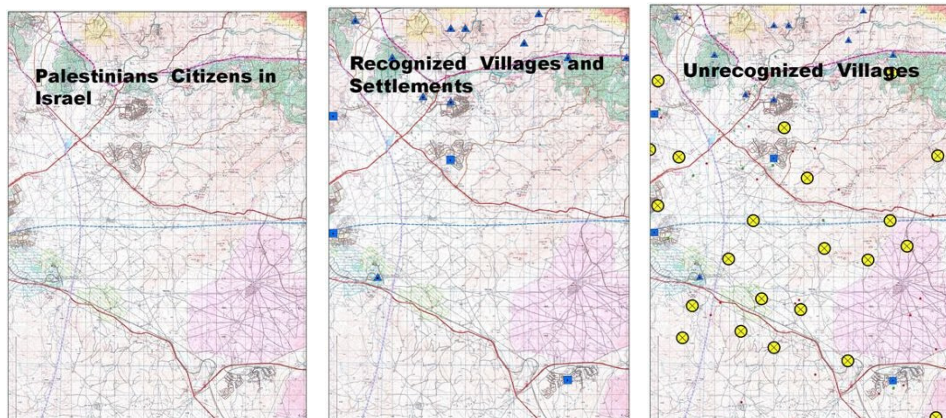 Palestinians Citizens in
Israel
Recognized Villages and
Settlements
Unrecognized Villages